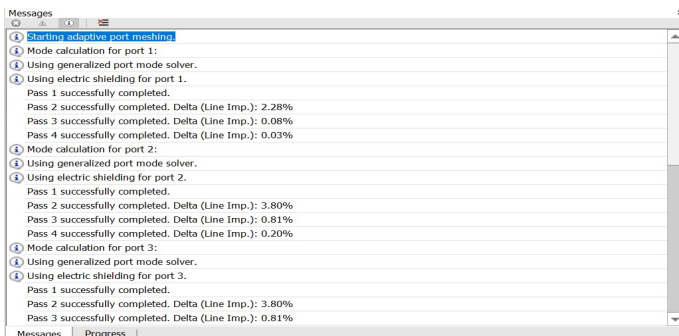 Messages
Starting adaptive port meshing.
Mode calculation for port 1:
Using generalized port mode solver.
Using electric shielding for port 1.
Pass 1 successfully completed.
Pass 2 successfully completed. Delta (Line Imp.): 2.28%
Pass 3 successfully completed. Delta (Line Imp.): 0.08%
Pass 4 successfully completed. Delta (Line Imp.): 0.03%
Mode calculation for port 2:
Using generalized port mode solver.
Using electric shielding for port 2.
Pass 1 successfully completed.
Pass 2 successfully completed. Delta (Line Imp.): 3.80%
Pass 3 successfully completed. Delta (Line Imp.): 0.81%
Pass 4 successfully completed. Delta (Line Imp.): 0.20%
Mode calculation for port 3:
Using generalized port mode solver.
Using electric shielding for port 3.
Pass 1 successfully completed.
Pass 2 successfully completed. Delta (Line Imp.): 3.80%
Pass 3 successfully completed. Delta (Line Imp.): 0.81%
Messages Progress